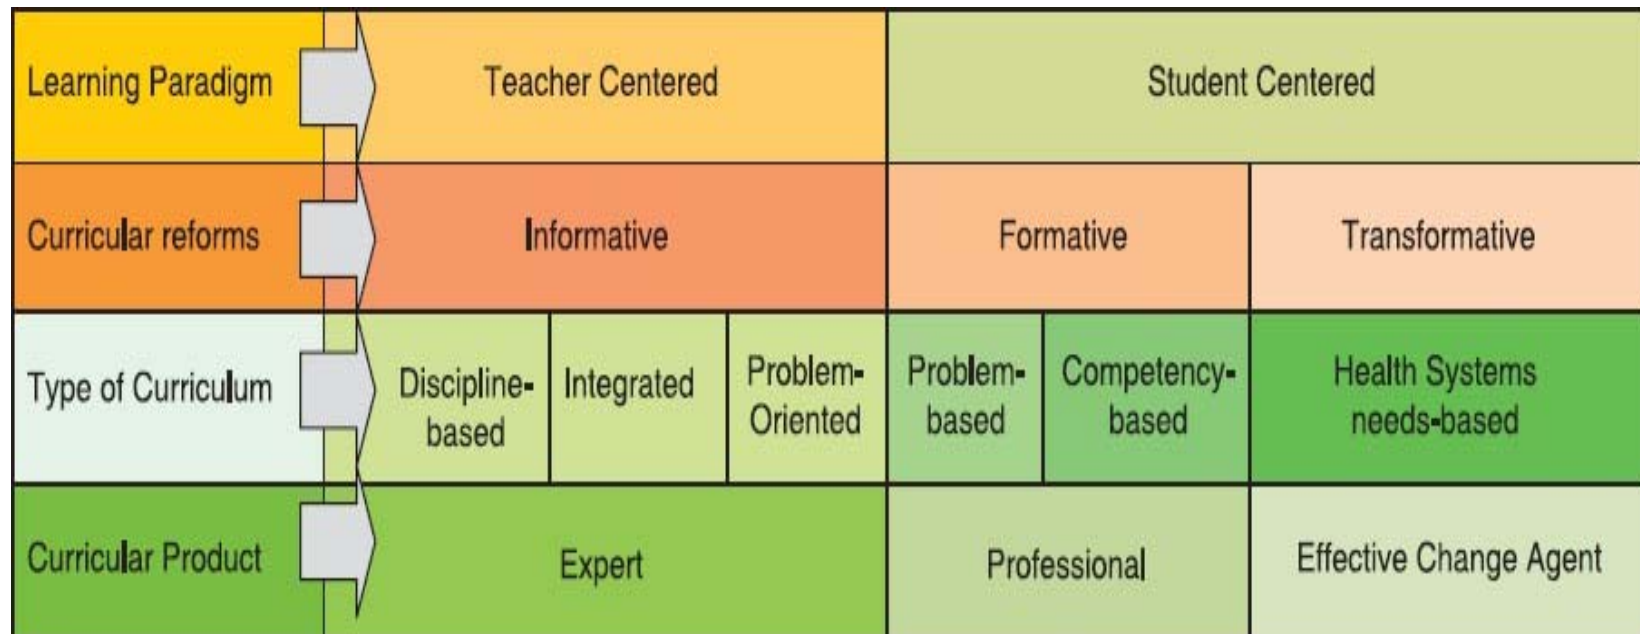 Learning Paradigm
Teacher Centered
Student Centered
Curricular reforms
Informative
Formative
Transformative
Type of Curriculum
Discipline-
based
Integrated
Problem-
Oriented
Problem-
based
Competency-
based
Health Systems
needs-based
Curricular Product
Expert
Professional
Effective Change Agent